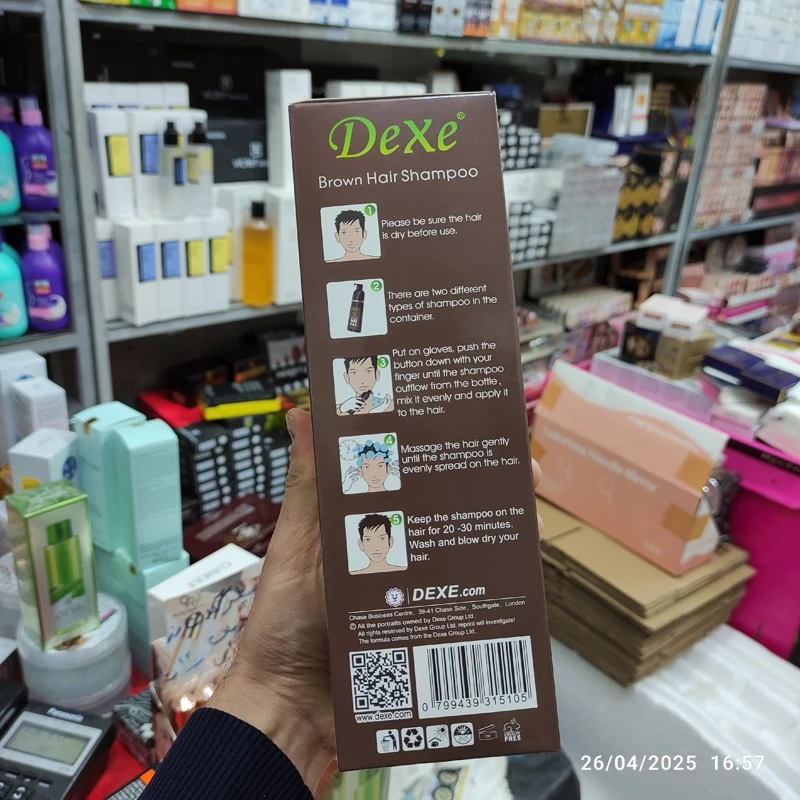 DeXe®
Brown Hair Shampoo
1
Please be sure the hair
is dry before use.
2
There are two different
types of shampoo in the
container.
3
Put on gloves, push the
button down with your
finger until the shampoo
outflow from the bottle,
mix it evenly and apply it
to the hair.
4
Massage the hair gently
until the shampoo is
evenly spread on the hair.
5
Keep the shampoo on the
hair for 20 -30 minutes.
Wash and blow dry your
hair.
DEXE.com
Chase Business Centre, 39-41 Chase Side, Southgate, London
© All the portraits owned by Dexe Group Ltd.
All rights reserved by Dexe Group Ltd. reprint will investigate!
The formula comes from the Dexe Group Ltd..
www.dexe.com
0 799439 315105
FREE
Panasonic
26/04/2025 16:57